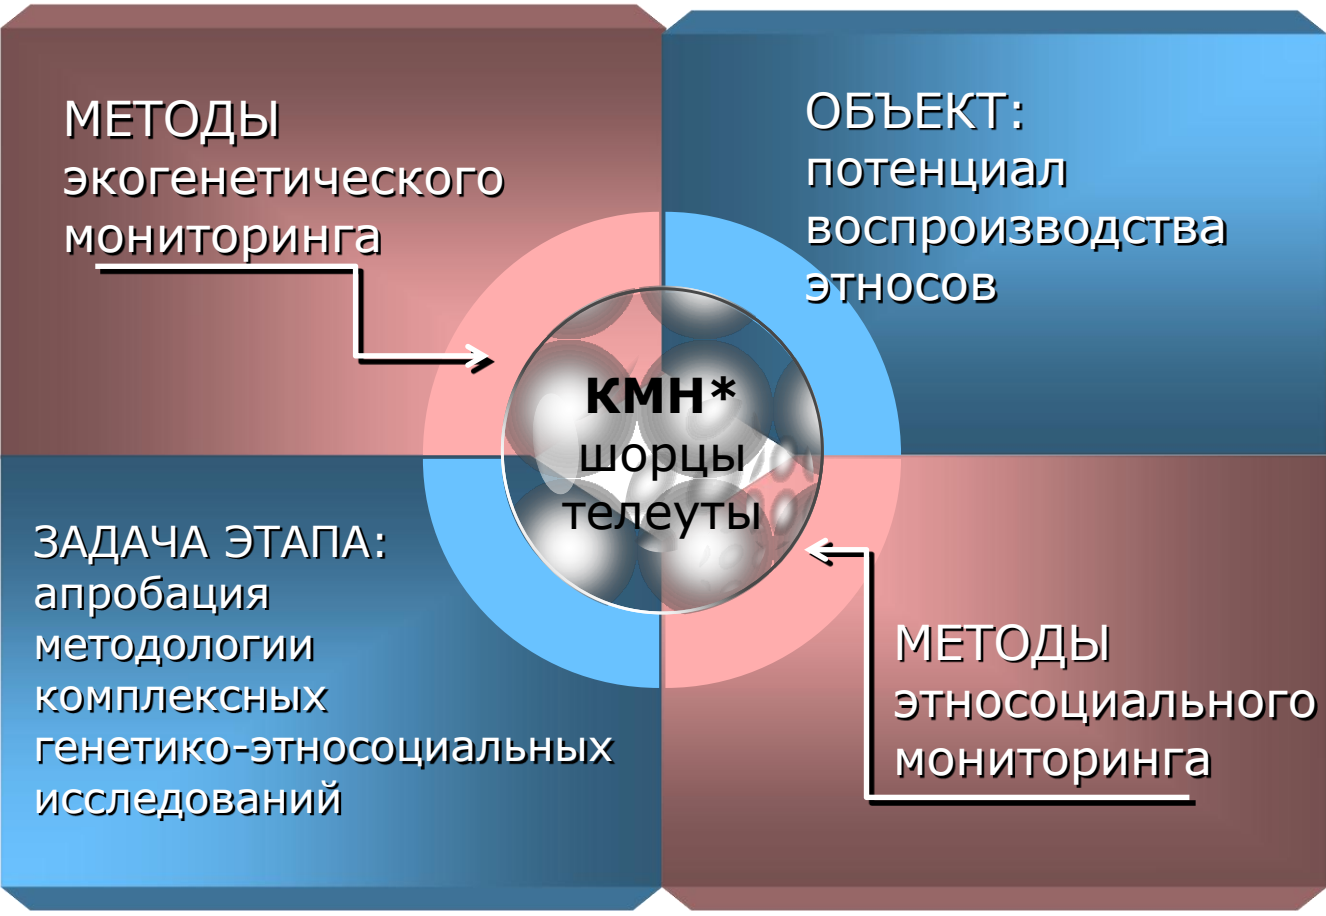 МЕТОДЫ
экогенетического
мониторинга
ОБЪЕКТ:
потенциал
воспроизводства
этносов
КМН*
шорцы
телеуты
ЗАДАЧА ЭТАПА:
апробация
методологии
комплексных
генетико-этносоциальных
исследований
МЕТОДЫ
этносоциального
мониторинга